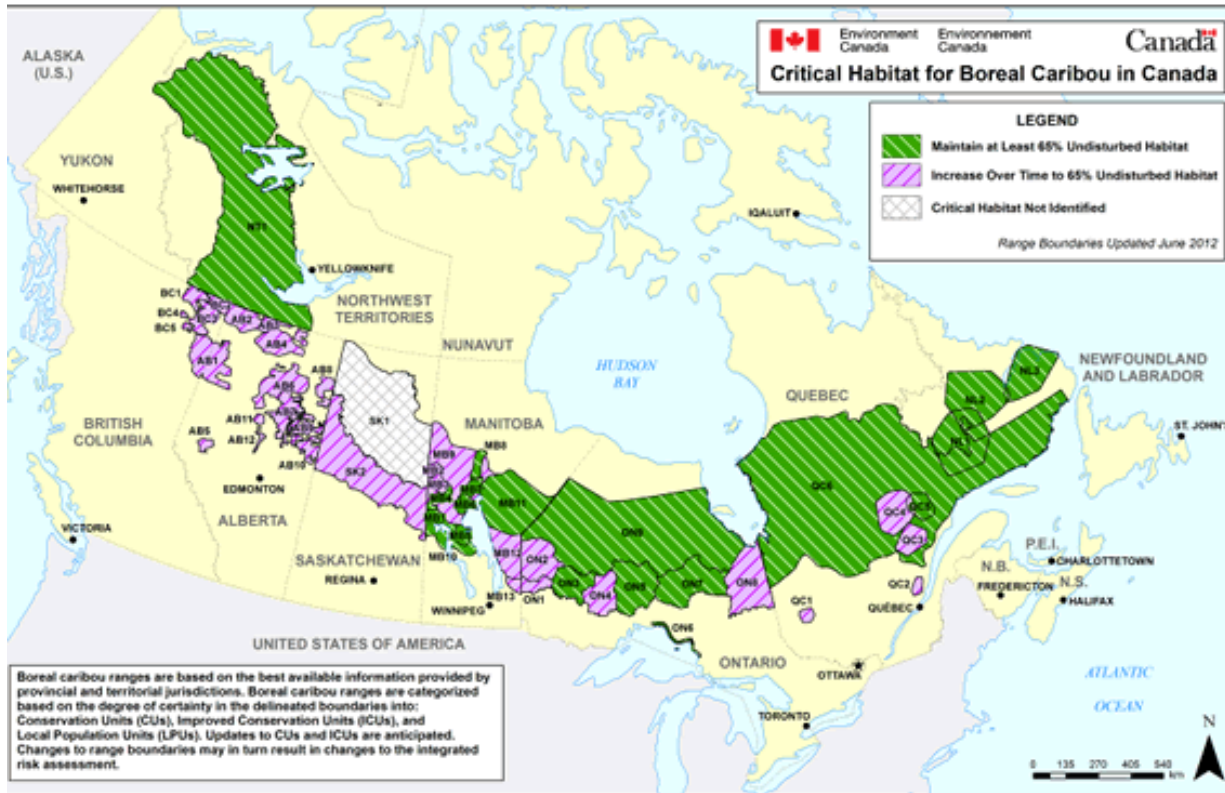 Environment Canada
Environnement Canada
Canada
Critical Habitat for Boreal Caribou in Canada
LEGEND
Maintain at Least 65% Undisturbed Habitat
Increase Over Time to 65% Undisturbed Habitat
Critical Habitat Not Identified
Range Boundaries Updated June 2012
ALASKA
(U.S.)
YUKON
WHITEHORSE
IQALUIT
NT1
YELLOWKNIFE
NORTHWEST
TERRITORIES
NUNAVUT
BC1
BC4
BC5
BC2
AB2
AB4
AB1
AB8
AB6
AB11
AB12
AB5
AB10
SK1
SK2
HUDSON
BAY
MANITOBA
QUEBEC
NEWFOUNDLAND
AND LABRADOR
NL3
NL2
NL1
ST. JOHN'
BRITISH
COLUMBIA
EDMONTON
ALBERTA
VICTORIA
SASKATCHEWAN
REGINA
WINNIPEG
MB8
MB9
MB2
MB4
MB1
MB10
MB11
MB12
MB13
ON9
ON2
ON1
ON3
ON4
ON5
ON7
ON8
ON6
QC6
QC4
QC5
QC3
QC2
QC1
P.E.I.
CHARLOTTETOWN
N.B.
FREDERICTON
N.S.
HALIFAX
QUÉBEC
UNITED STATES OF AMERICA
ONTARIO
OTTAWA
TORONTO
ATLANTIC
OCEAN
Boreal caribou ranges are based on the best available information provided by
provincial and territorial jurisdictions. Boreal caribou ranges are categorized
based on the degree of certainty in the delineated boundaries into:
Conservation Units (CUs), Improved Conservation Units (ICUs), and
Local Population Units (LPUs). Updates to CUs and ICUs are anticipated.
Changes to range boundaries may in turn result in changes to the integrated
risk assessment.
N
0 135 270 405 540
km